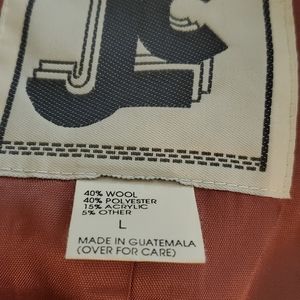 40% WOOL
40% POLYESTER
15% ACRYLIC
5% OTHER
L
MADE IN GUATEMALA
(OVER FOR CARE)